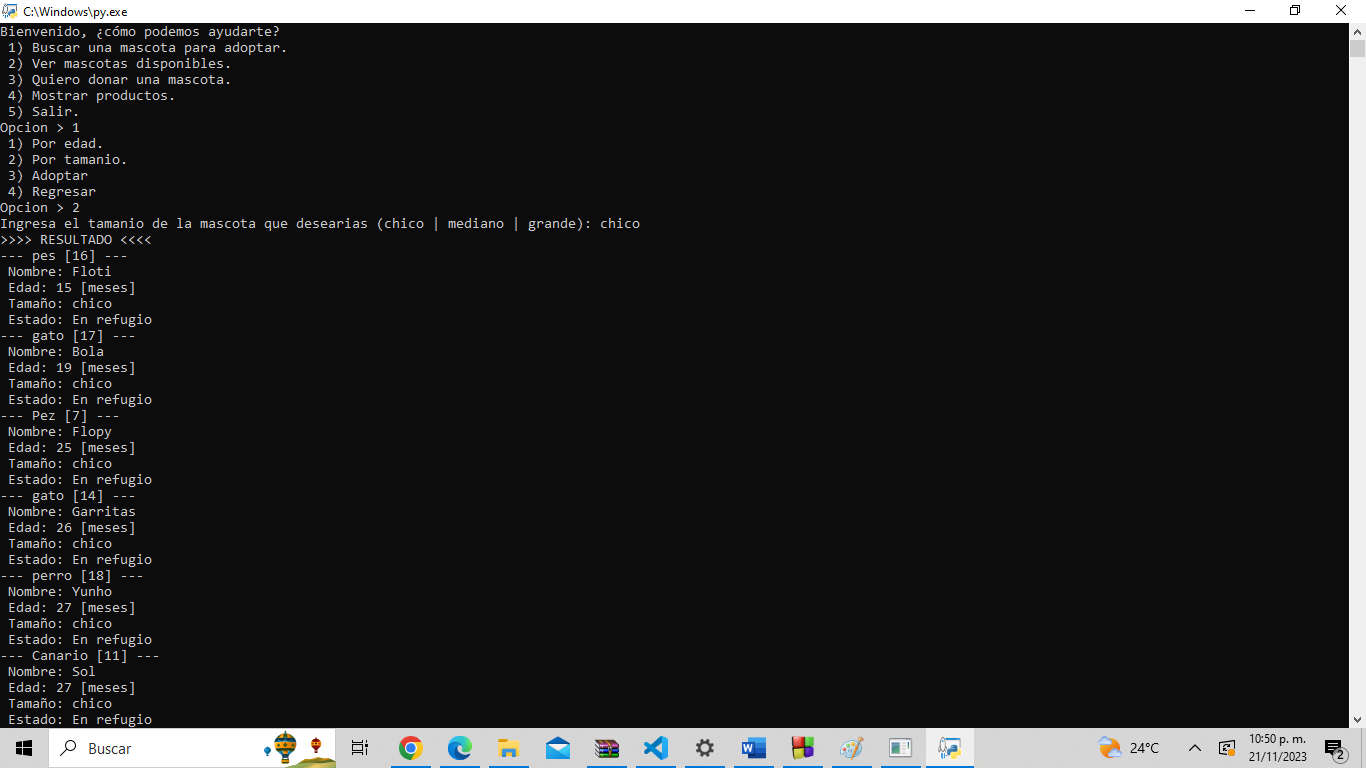 C:\Windows\py.exe
Bienvenido, ¿cómo podemos ayudarte?
1) Buscar una mascota para adoptar.
2) Ver mascotas disponibles.
3) Quiero donar una mascota.
4) Mostrar productos.
5) Salir.
Opcion > 1
1) Por edad.
2) Por tamanio.
3) Adoptar
4) Regresar
Opcion > 2
Ingresa el tamanio de la mascota que desearias (chico | mediano | grande): chico
>>>> RESULTADO <<<<
--- pes [16] ---
Nombre: Floti
Edad: 15 [meses]
Tamaño: chico
Estado: En refugio
--- gato [17] ---
Nombre: Bola
Edad: 19 [meses]
Tamaño: chico
Estado: En refugio
--- Pez [7] ---
Nombre: Flopy
Edad: 25 [meses]
Tamaño: chico
Estado: En refugio
--- gato [14] ---
Nombre: Garritas
Edad: 26 [meses]
Tamaño: chico
Estado: En refugio
--- perro [18] ---
Nombre: Yunho
Edad: 27 [meses]
Tamaño: chico
Estado: En refugio
--- Canario [11] ---
Nombre: Sol
Edad: 27 [meses]
Tamaño: chico
Estado: En refugio
Buscar
24°C
10:50 p. m.
21/11/2023
2